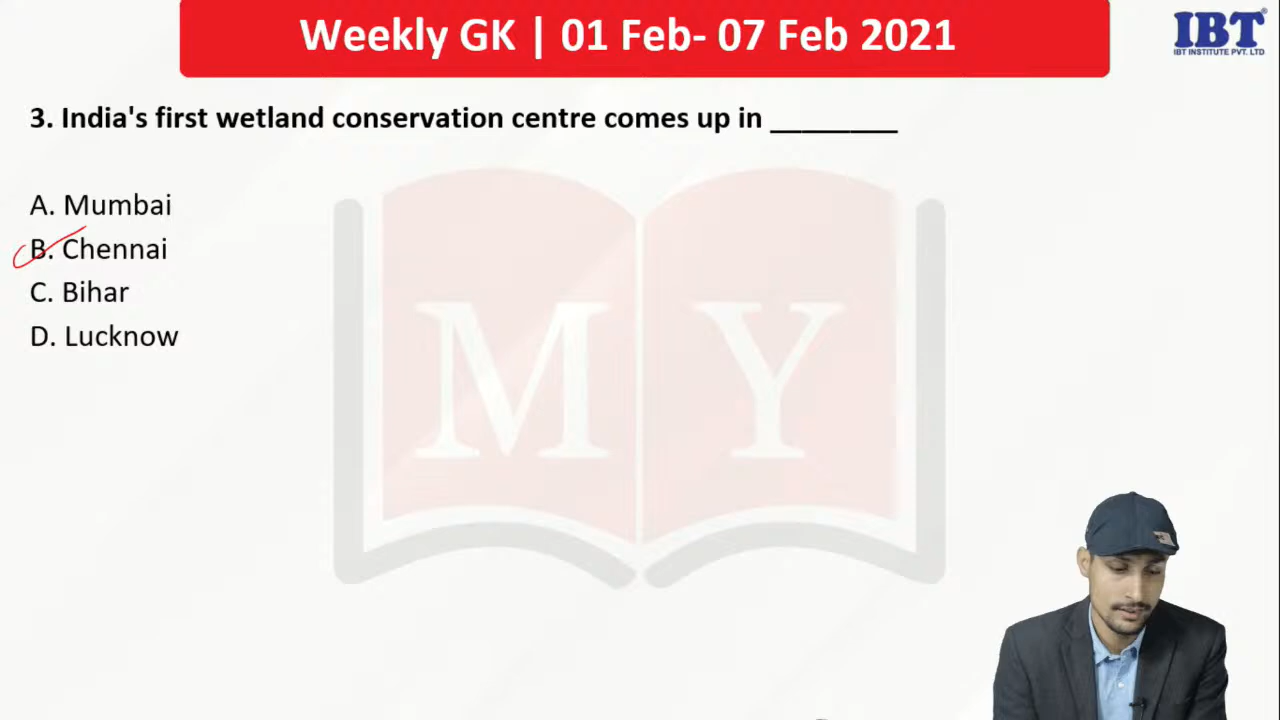 Weekly GK | 01 Feb- 07 Feb 2021
IBT
IBT INSTITUTE PVT. LTD
3. India's first wetland conservation centre comes up in ________
A. Mumbai
B. Chennai
C. Bihar
D. Lucknow
M Y